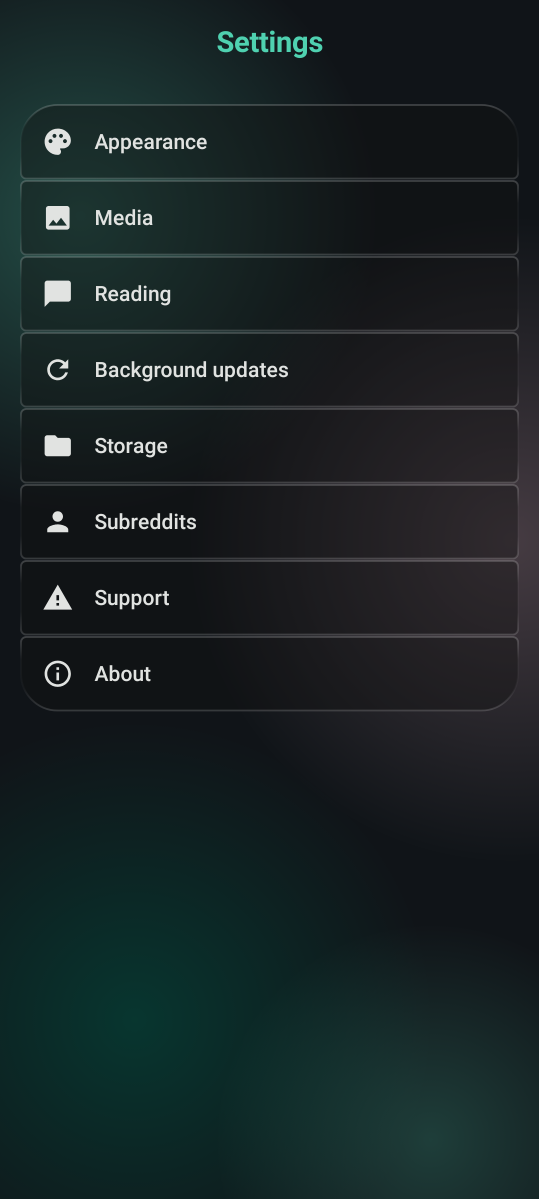 Settings
Appearance
Media
Reading
Background updates
Storage
Subreddits
Support
About